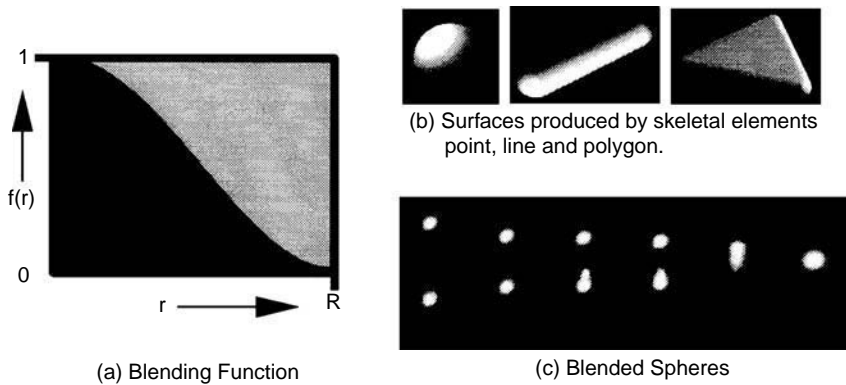 1
f(r)
0
r
R
(a) Blending Function
(b) Surfaces produced by skeletal elements
point, line and polygon.
(c) Blended Spheres